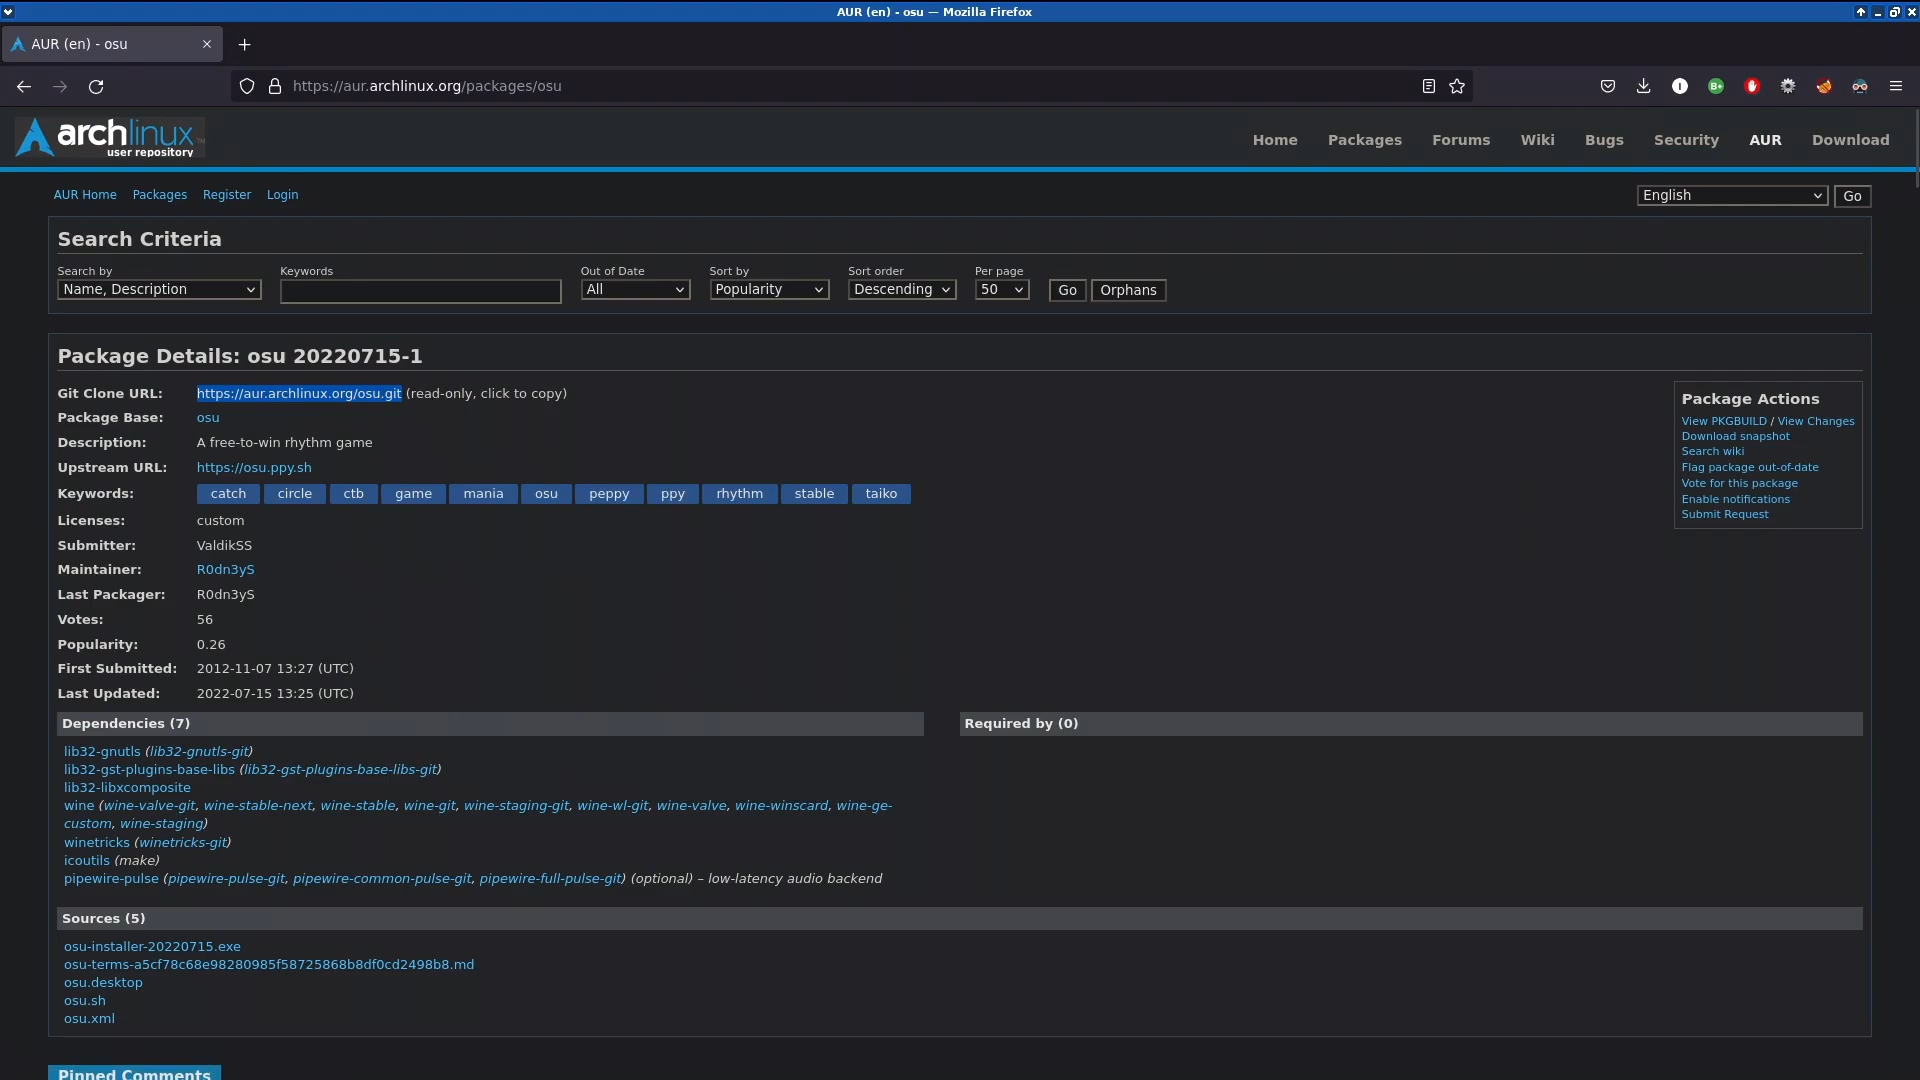 AUR (en) - osu — Mozilla Firefox
AUR (en) - osu
https://aur.archlinux.org/packages/osu
archlinux
user repository
Home Packages Forums Wiki Bugs Security AUR Download
AUR Home Packages Register Login
English Go
Search Criteria
Search by Keywords Out of Date Sort by Sort order Per page
Name, Description All Popularity Descending 50 Go Orphans
Package Details: osu 20220715-1
Git Clone URL: https://aur.archlinux.org/osu.git (read-only, click to copy)
Package Base: osu
Description: A free-to-win rhythm game
Upstream URL: https://osu.ppy.sh
Keywords: catch circle ctb game mania osu peppy ppy rhythm stable taiko
Licenses: custom
Submitter: ValdikSS
Maintainer: R0dn3yS
Last Packager: R0dn3yS
Votes: 56
Popularity: 0.26
First Submitted: 2012-11-07 13:27 (UTC)
Last Updated: 2022-07-15 13:25 (UTC)
Package Actions
View PKGBUILD / View Changes
Download snapshot
Search wiki
Flag package out-of-date
Vote for this package
Enable notifications
Submit Request
Dependencies (7)
lib32-gnutls (lib32-gnutls-git)
lib32-gst-plugins-base-libs (lib32-gst-plugins-base-libs-git)
lib32-libxcomposite
wine (wine-valve-git, wine-stable-next, wine-stable, wine-git, wine-staging-git, wine-wl-git, wine-valve, wine-winscard, wine-ge-
custom, wine-staging)
winetricks (winetricks-git)
icoutils (make)
pipewire-pulse (pipewire-pulse-git, pipewire-common-pulse-git, pipewire-full-pulse-git) (optional) – low-latency audio backend
Required by (0)
Sources (5)
osu-installer-20220715.exe
osu-terms-a5cf78c68e98280985f58725868b8df0cd2498b8.md
osu.desktop
osu.sh
osu.xml
Pinned Comments